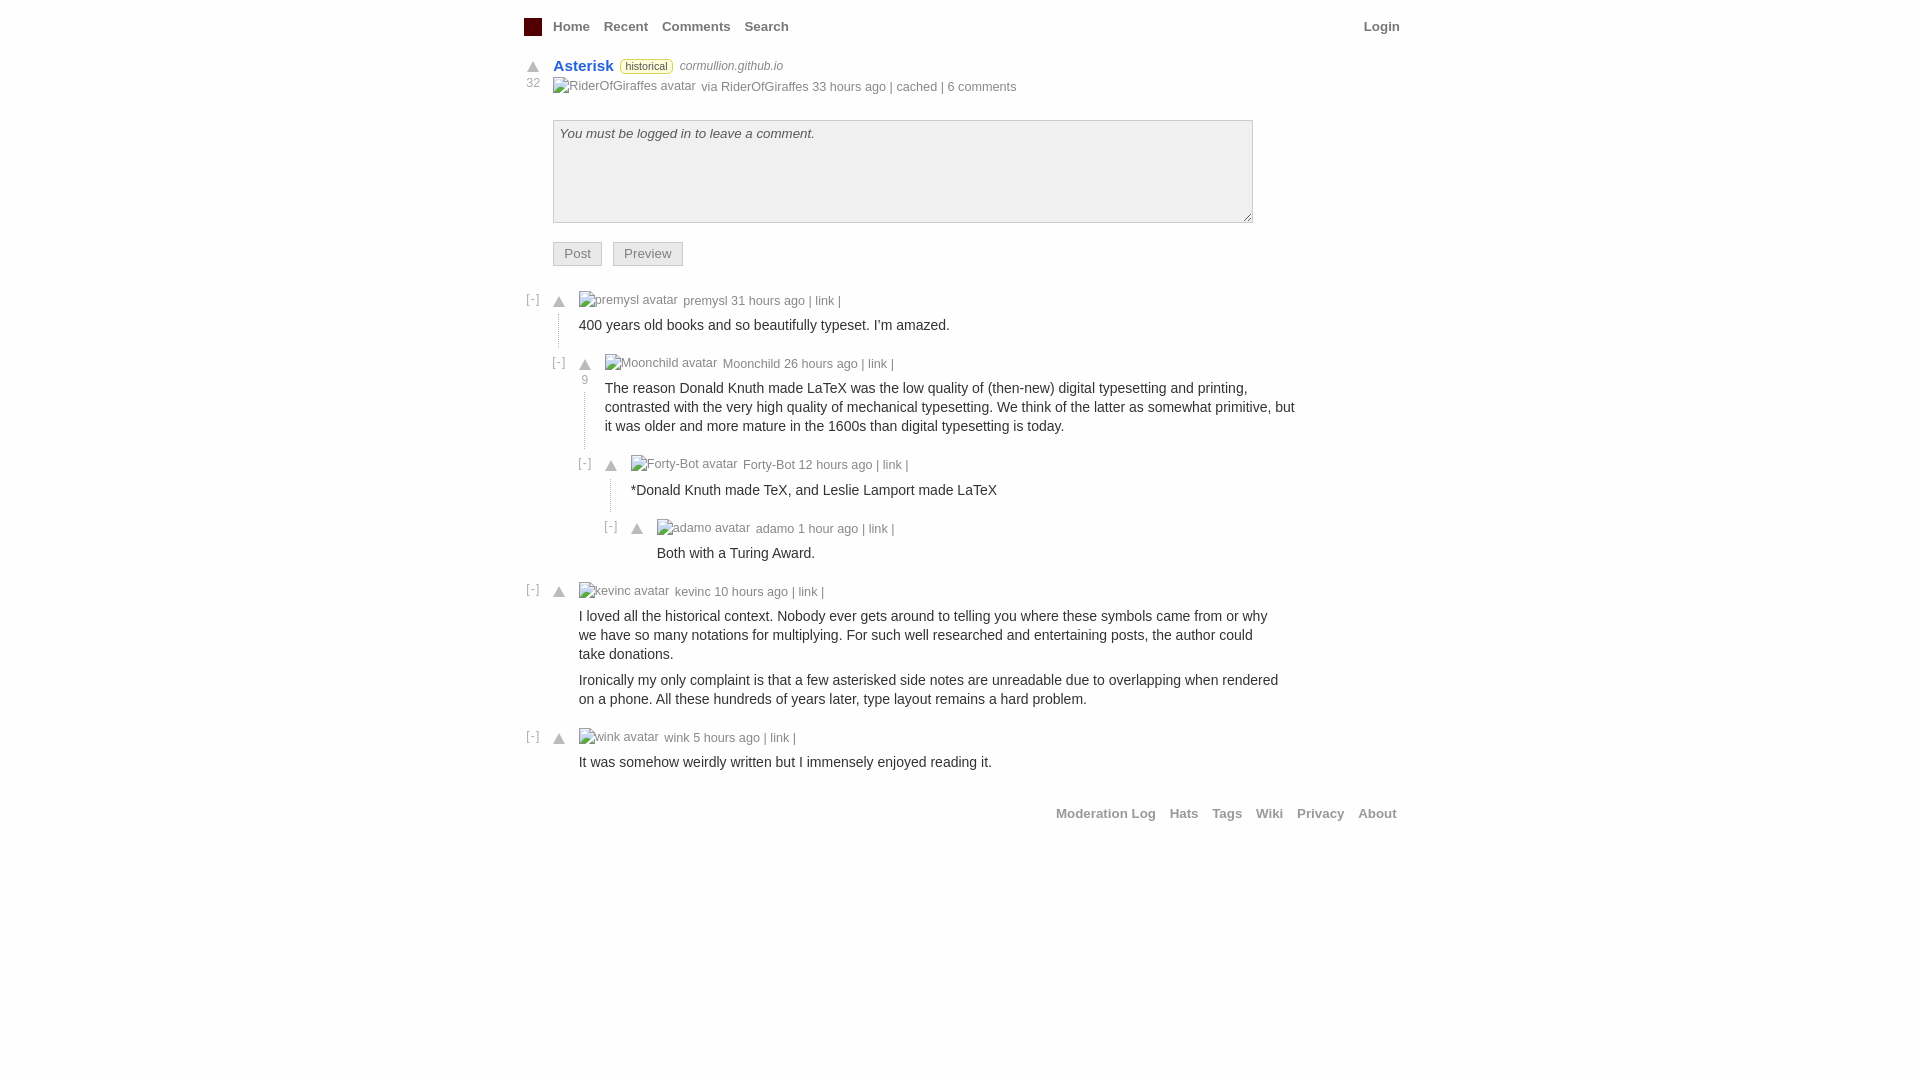 Home Recent Comments Search Login
Asterisk historical cormullion.github.io
32
RiderOfGiraffes avatar via RiderOfGiraffes 33 hours ago | cached | 6 comments
You must be logged in to leave a comment.
Post Preview
[-] premysl avatar premysl 31 hours ago | link |
400 years old books and so beautifully typeset. I’m amazed.
[-] Moonchild avatar Moonchild 26 hours ago | link |
9
The reason Donald Knuth made LaTeX was the low quality of (then-new) digital typesetting and printing,
contrasted with the very high quality of mechanical typesetting. We think of the latter as somewhat primitive, but
it was older and more mature in the 1600s than digital typesetting is today.
[-] Forty-Bot avatar Forty-Bot 12 hours ago | link |
*Donald Knuth made TeX, and Leslie Lamport made LaTeX
[-] adamo avatar adamo 1 hour ago | link |
Both with a Turing Award.
[-] kevinc avatar kevinc 10 hours ago | link |
I loved all the historical context. Nobody ever gets around to telling you where these symbols came from or why
we have so many notations for multiplying. For such well researched and entertaining posts, the author could
take donations.
Ironically my only complaint is that a few asterisked side notes are unreadable due to overlapping when rendered
on a phone. All these hundreds of years later, type layout remains a hard problem.
[-] wink avatar wink 5 hours ago | link |
It was somehow weirdly written but I immensely enjoyed reading it.
Moderation Log Hats Tags Wiki Privacy About